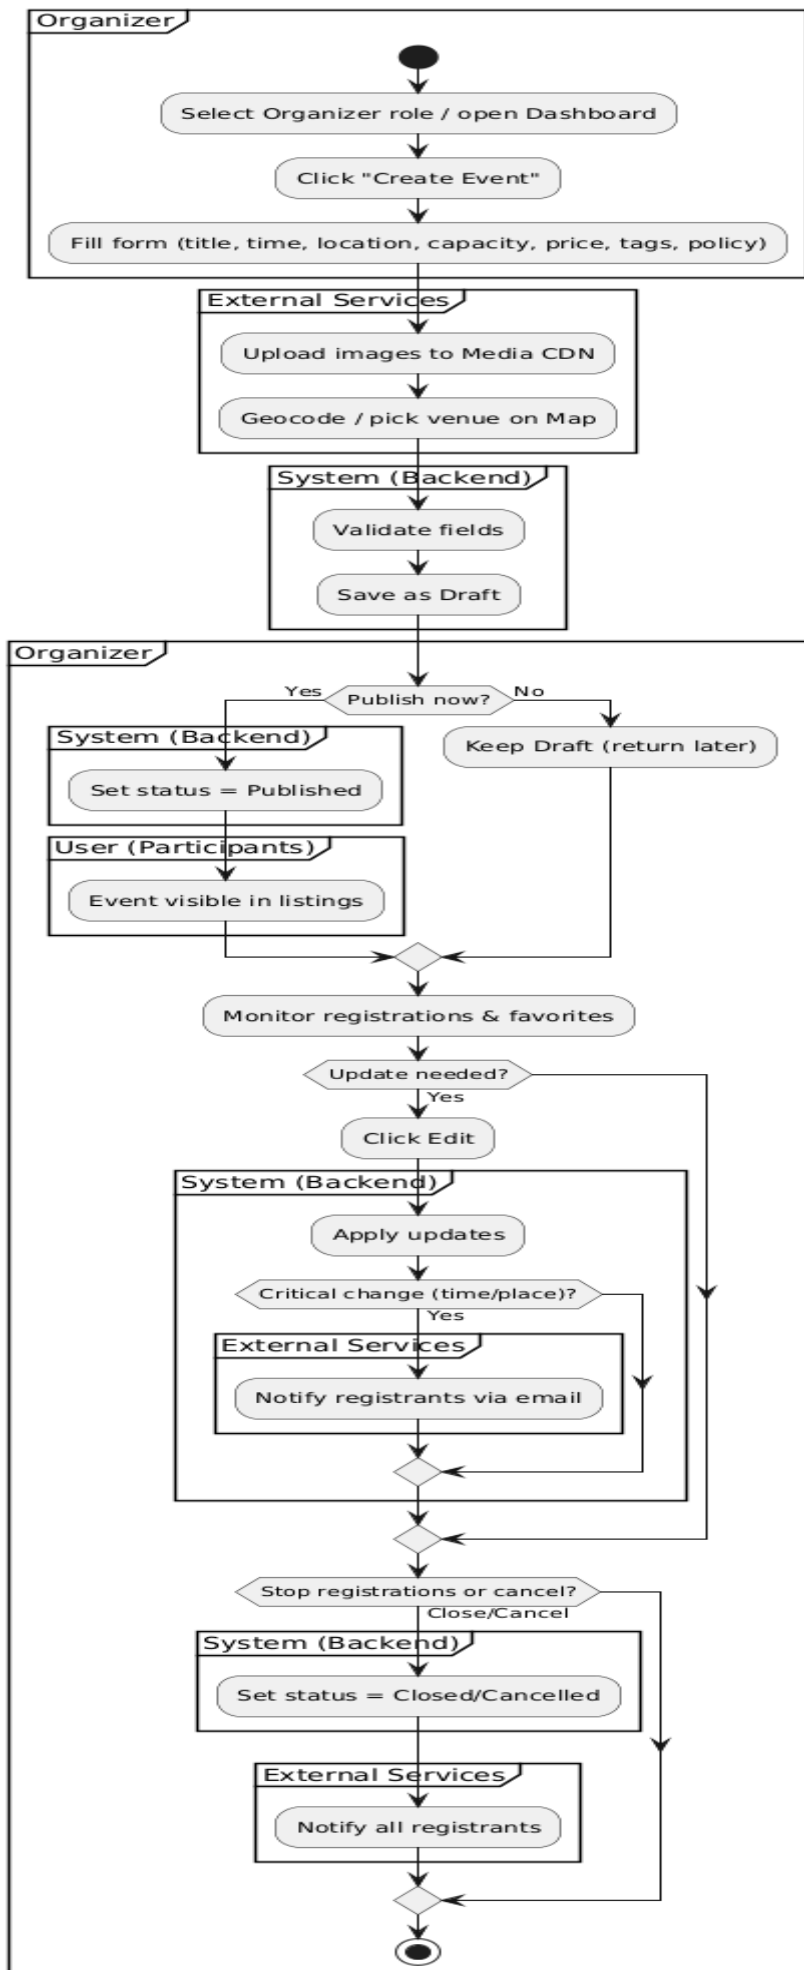 Organizer
Select Organizer role / open Dashboard
Click "Create Event"
Fill form (title, time, location, capacity, price, tags, policy)
External Services
Upload images to Media CDN
Geocode / pick venue on Map
System (Backend)
Validate fields
Save as Draft
Organizer
Yes
Publish now?
No
System (Backend)
Keep Draft (return later)
Set status = Published
User (Participants)
Event visible in listings
Monitor registrations & favorites
Update needed?
Yes
Click Edit
System (Backend)
Apply updates
Critical change (time/place)?
Yes
External Services
Notify registrants via email
Stop registrations or cancel?
Close/Cancel
System (Backend)
Set status = Closed/Cancelled
External Services
Notify all registrants